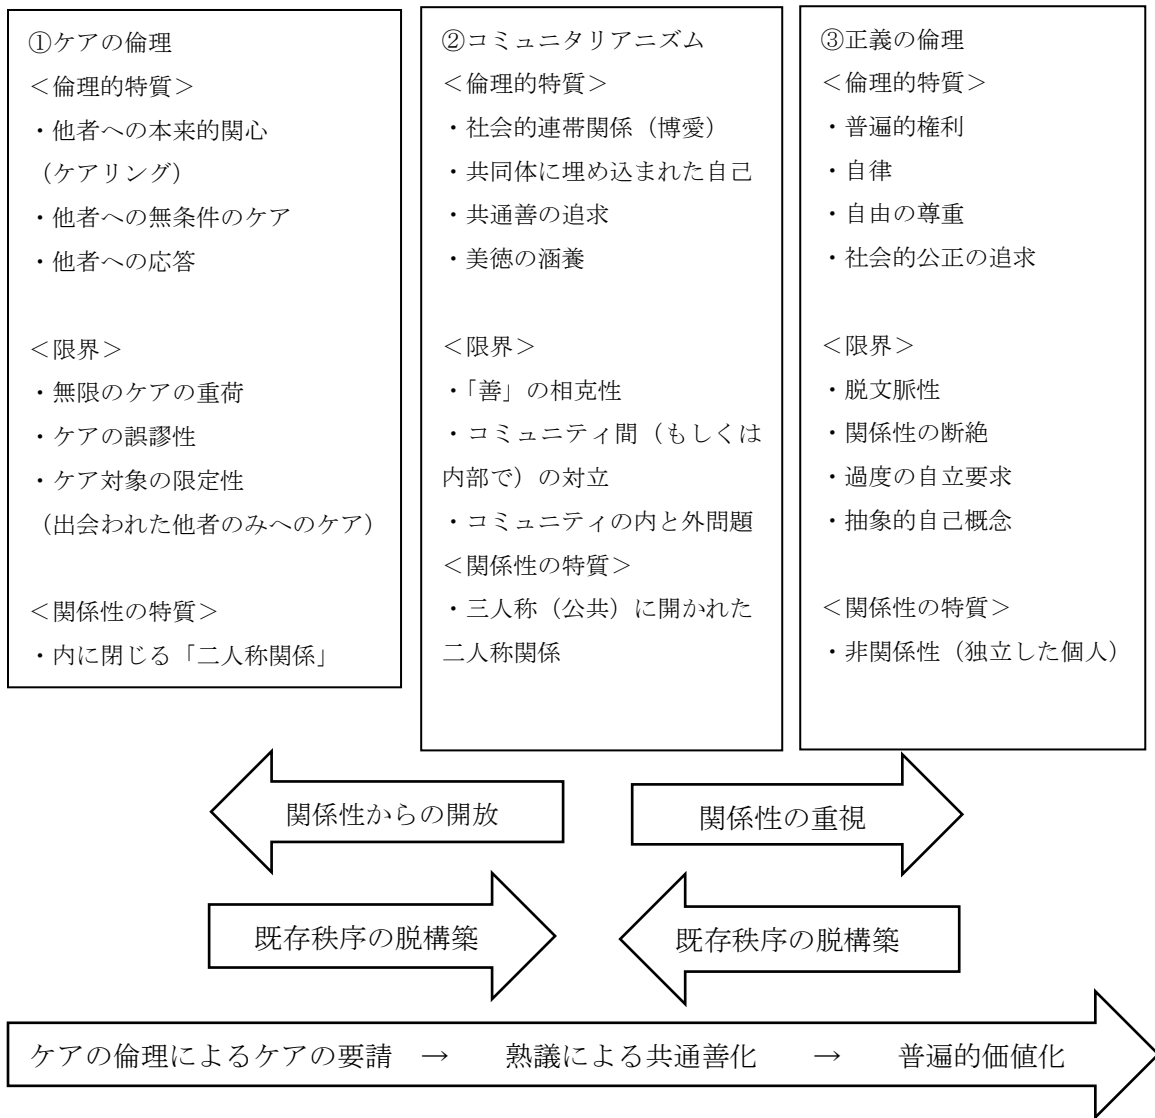 ①ケアの倫理
＜倫理的特質＞
・他者への本来的関心
（ケアリング）
・他者への無条件のケア
・他者への応答
＜限界＞
・無限のケアの重荷
・ケアの誤謬性
・ケア対象の限定性
（出会われた他者のみへのケア）
＜関係性の特質＞
・内に閉じる「二人称関係」
②コミュニタリアニズム
＜倫理的特質＞
・社会的連帯関係（博愛）
・共同体に埋め込まれた自己
・共通善の追求
・美徳の涵養
＜限界＞
・「善」の相克性
・コミュニティ間（もしくは
内部で）の対立
・コミュニティの内と外問題
＜関係性の特質＞
・三人称（公共）に開かれた
二人称関係
③正義の倫理
＜倫理的特質＞
・普遍的権利
・自律
・自由の尊重
・社会的公正の追求
＜限界＞
・脱文脈性
・関係性の断絶
・過度の自立要求
・抽象的自己概念
＜関係性の特質＞
・非関係性（独立した個人）
関係性からの開放
関係性の重視
既存秩序の脱構築
既存秩序の脱構築
ケアの倫理によるケアの要請　→　熟議による共通善化　→　普遍的価値化